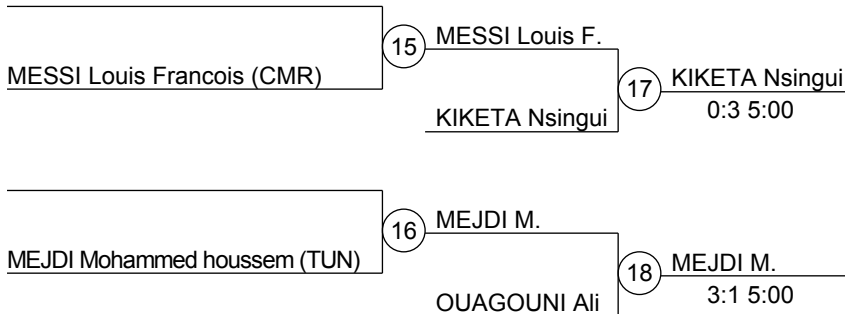 MESSI Louis Francois (CMR)
15
MESSI Louis F.
KIKETA Nsingui
17
KIKETA Nsingui
0:3 5:00
MEJDI Mohammed houssem (TUN)
16
MEJDI M.
OUAGOUNI Ali
18
MEJDI M.
3:1 5:00